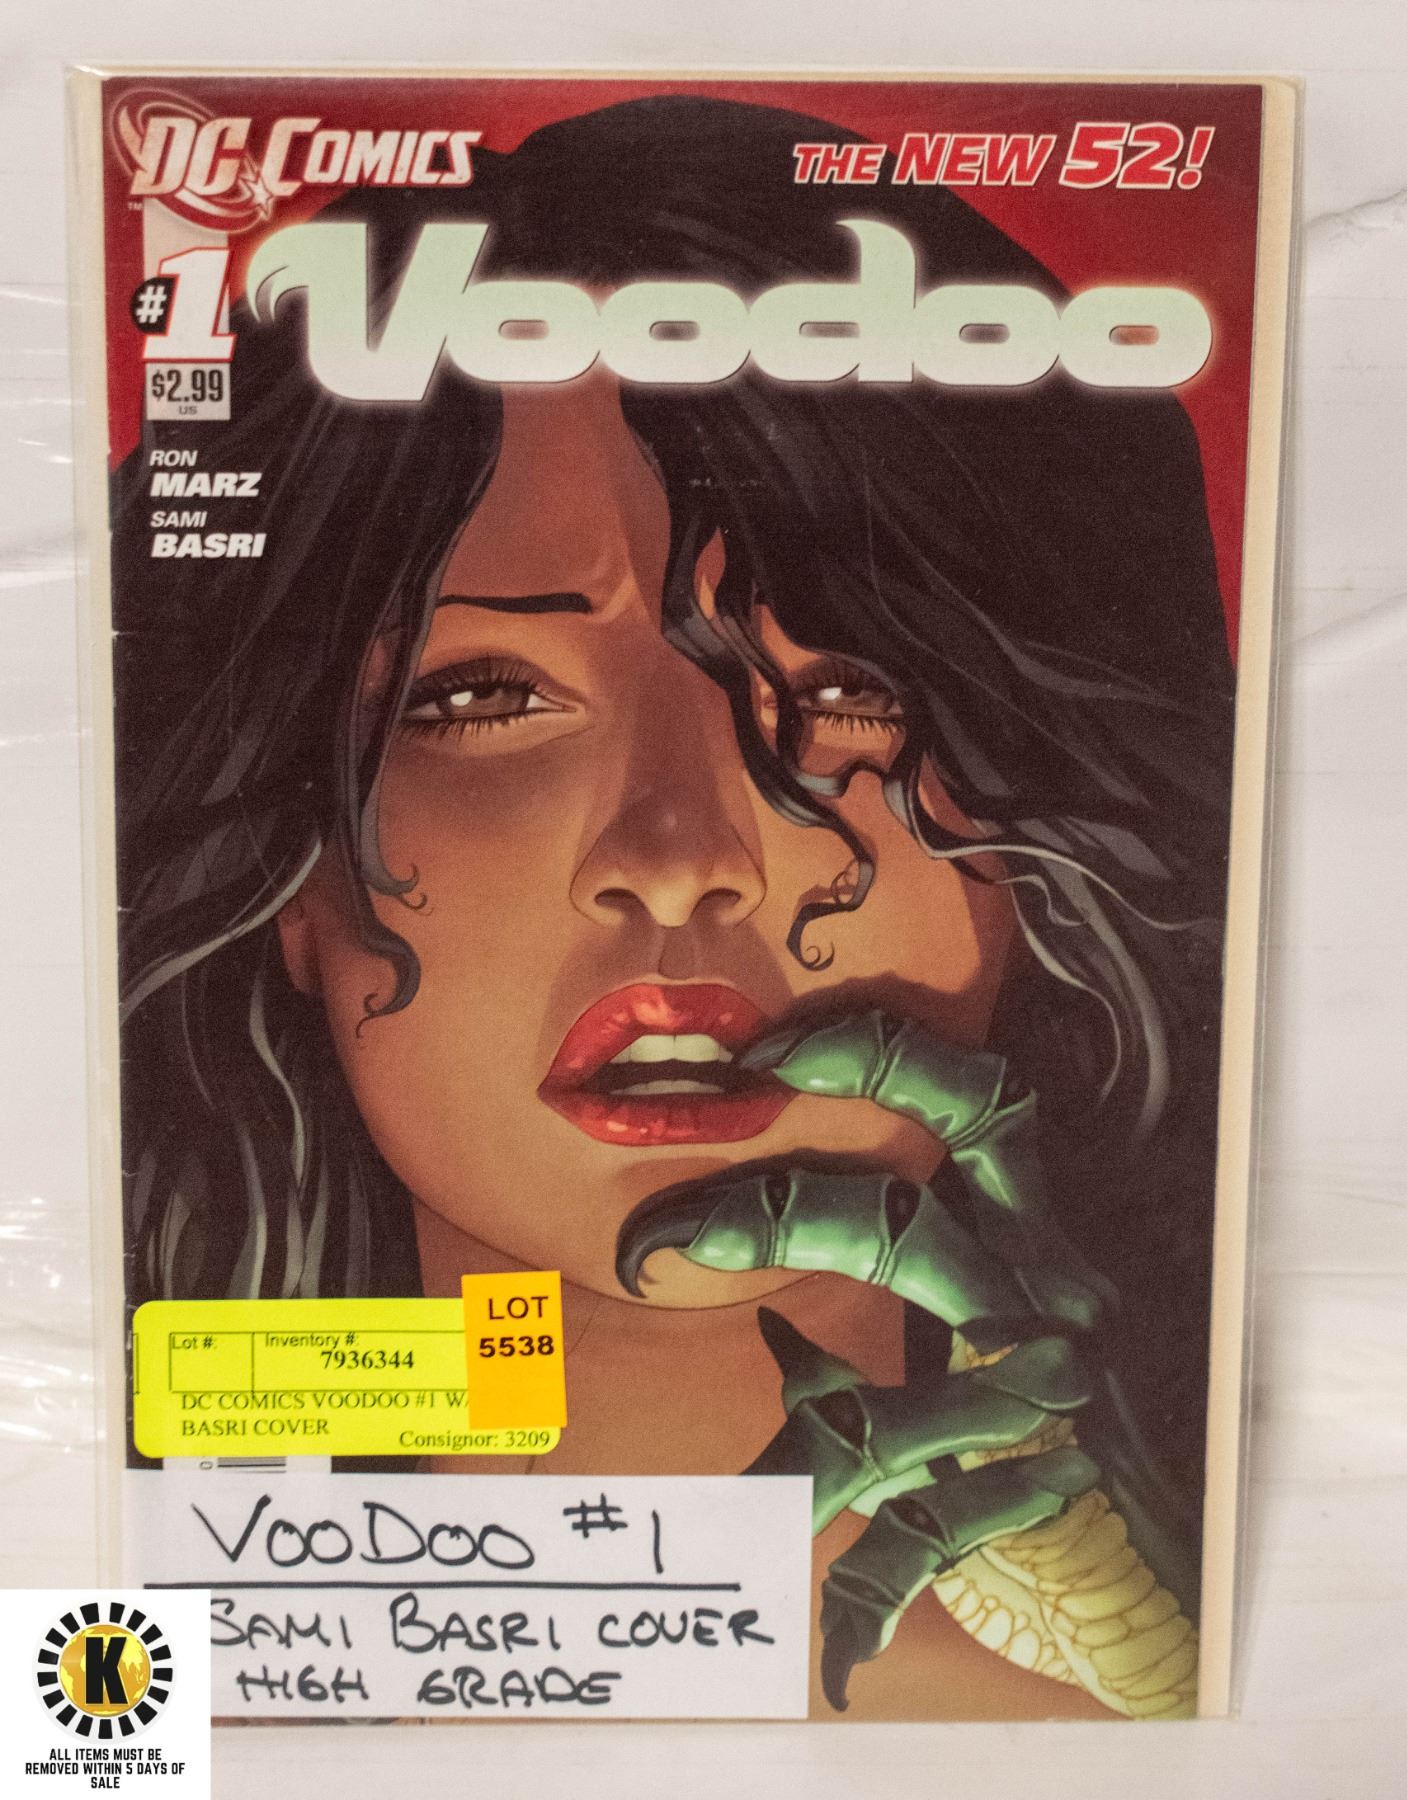 DC COMICS
TM
THE NEW 52!
#1
Voodoo
$2.99
US
RON
MARZ
SAMI
BASRI
LOT
5538
Lot #:
Inventory #:
7936344
DC COMICS VOODOO #1 W/
BASRI COVER
Consignor: 3209
VOODOO #1
SAMI BASRI COVER
HIGH GRADE
K
ALL ITEMS MUST BE
REMOVED WITHIN 5 DAYS OF
SALE